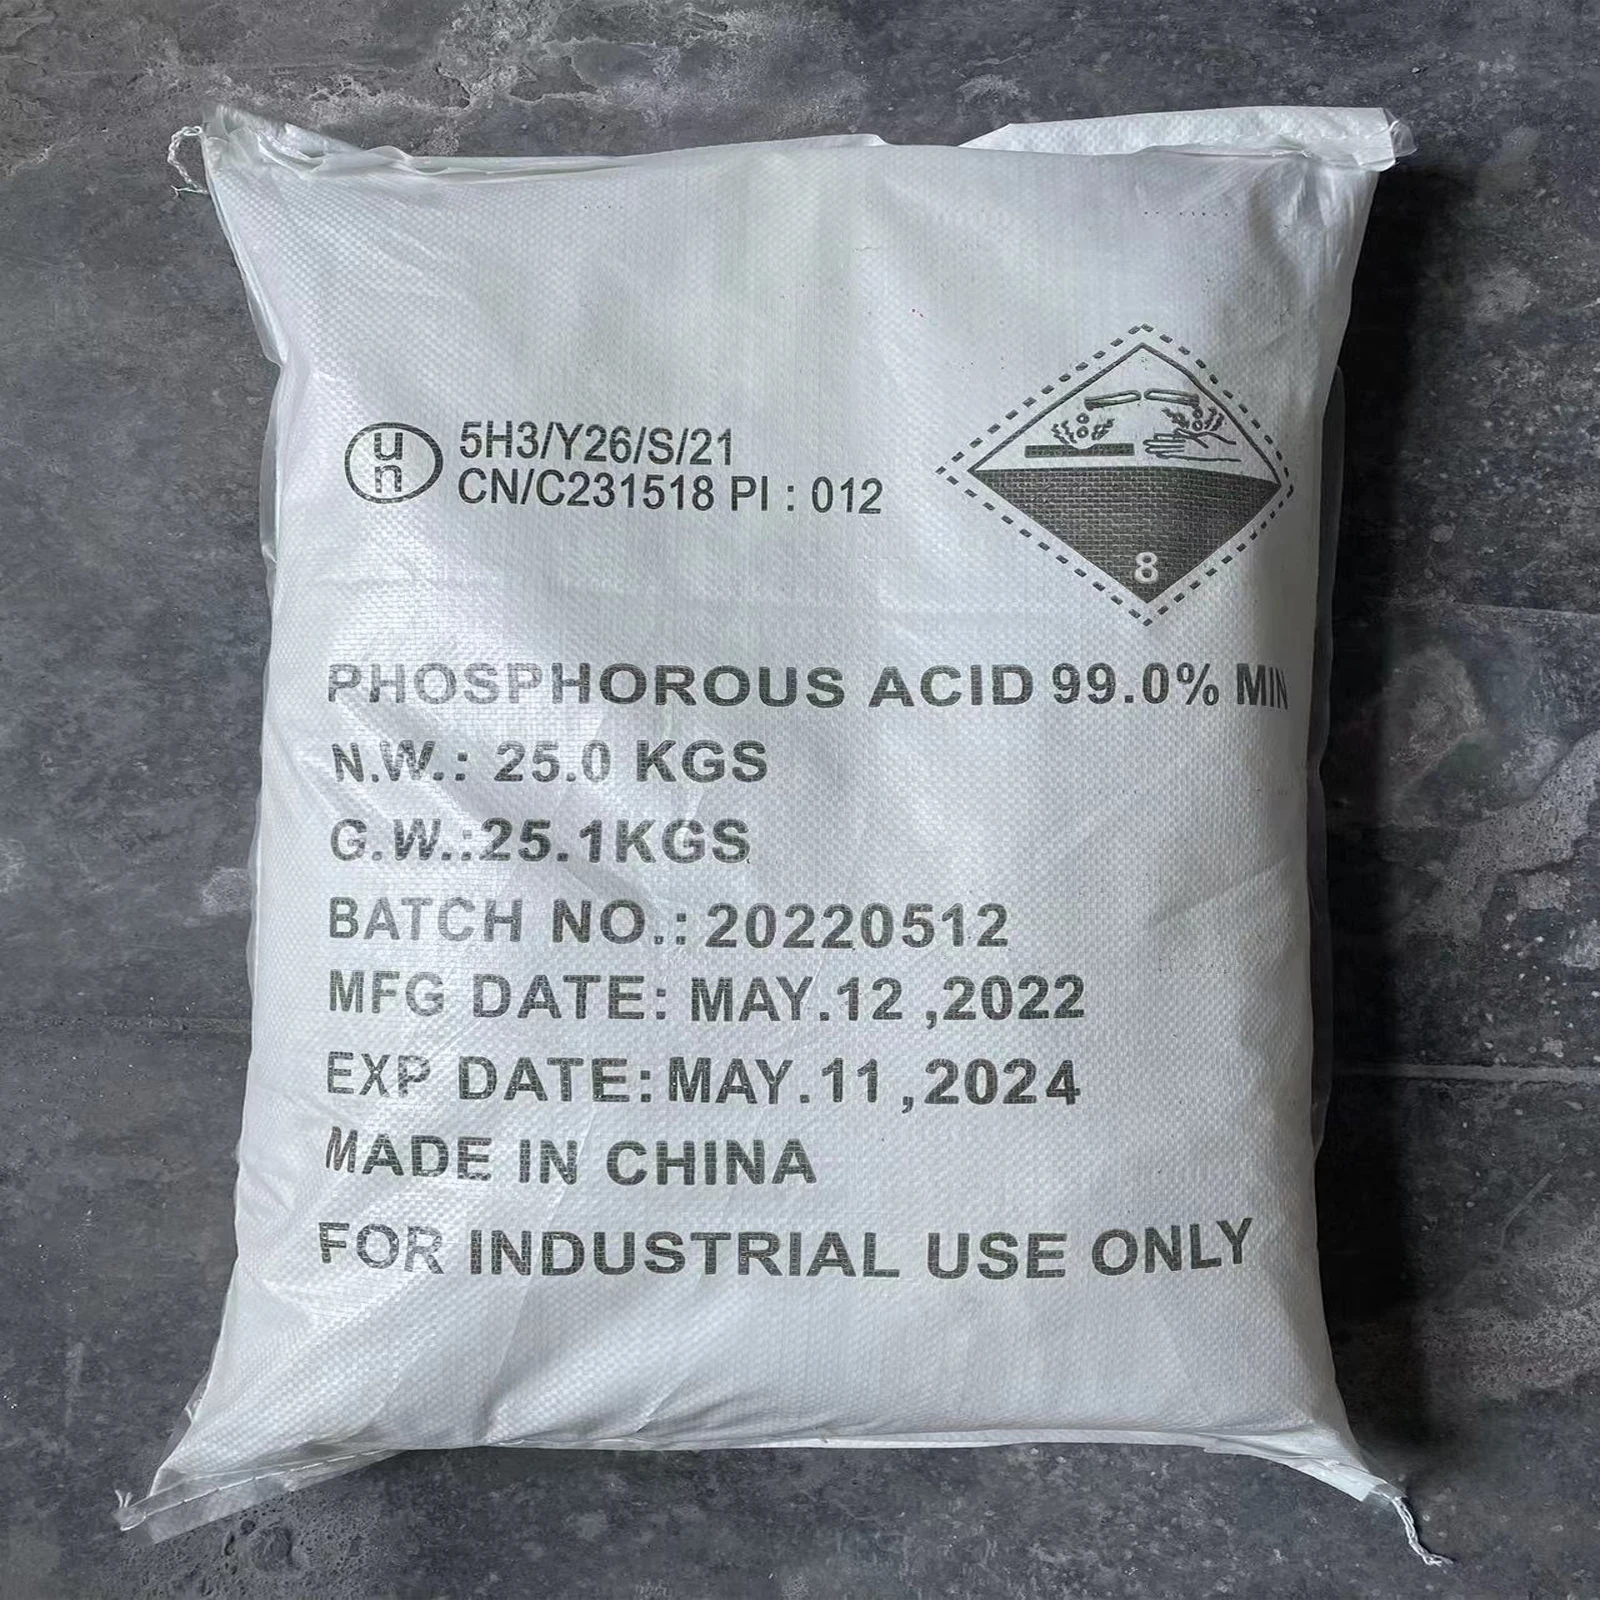 un
5H3/Y26/S/21
CN/C231518 PI : 012
8
PHOSPHOROUS ACID 99.0% MIN
N.W.: 25.0 KGS
G.W.:25.1KGS
BATCH NO.: 20220512
MFG DATE: MAY.12 ,2022
EXP DATE:MAY.11 ,2024
MADE IN CHINA
FOR INDUSTRIAL USE ONLY